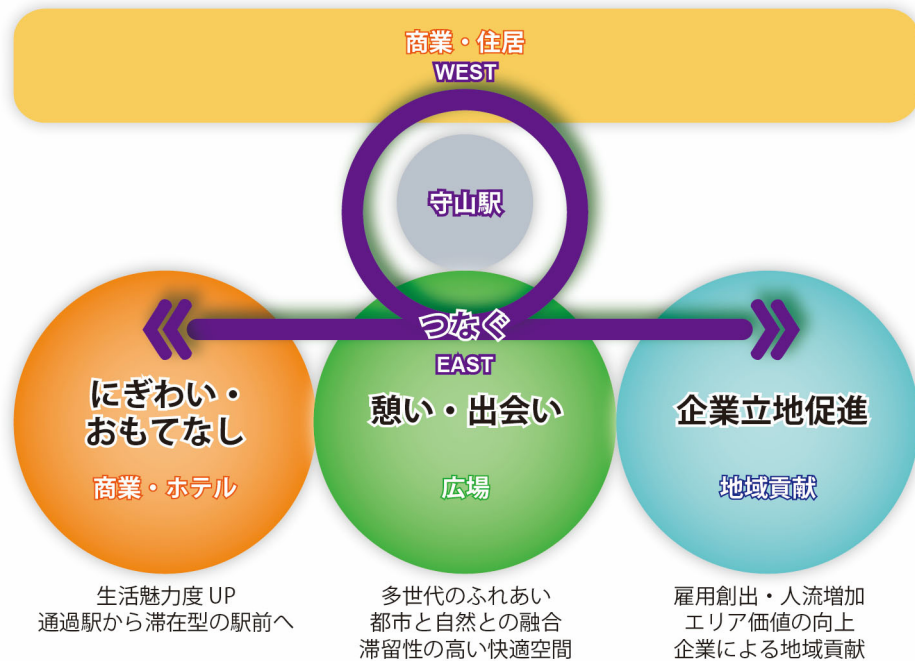 商業・住居
WEST
守山駅
つなぐ
EAST
にぎわい・
おもてなし
商業・ホテル
憩い・出会い
広場
企業立地促進
地域貢献
生活魅力度 UP
通過駅から滞在型の駅前へ
多世代のふれあい
都市と自然との融合
滞留性の高い快適空間
雇用創出・人流増加
エリア価値の向上
企業による地域貢献